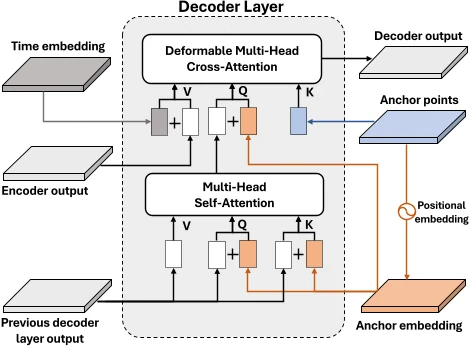 Decoder Layer
Time embedding
Deformable Multi-Head
Cross-Attention
Decoder output
V
Q
K
Anchor points
+
+
Encoder output
Multi-Head
Self-Attention
Positional
embedding
V
Q
K
+
+
Previous decoder
layer output
Anchor embedding